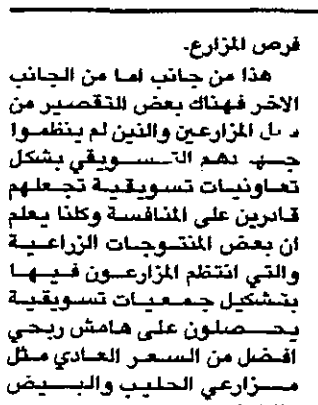 فرص المزارع.
هذا من جانب اما من الجانب
الاخر فهناك بعض التقصير من
المزارعين والذين لم ينظموا
التسويقي بشكل
تعاونيات تسويقية تجعلهم
قادرين على المنافسة وكلنا يعلم
ان بعض المنتوجات الزراعية
والتي انتظم المزارعون فيها
بتشكيل جمعيات تسويقية
يحصلون على هامش ربحي
افضل من السعر العادي مثل
مزارعي الحليب والبيض